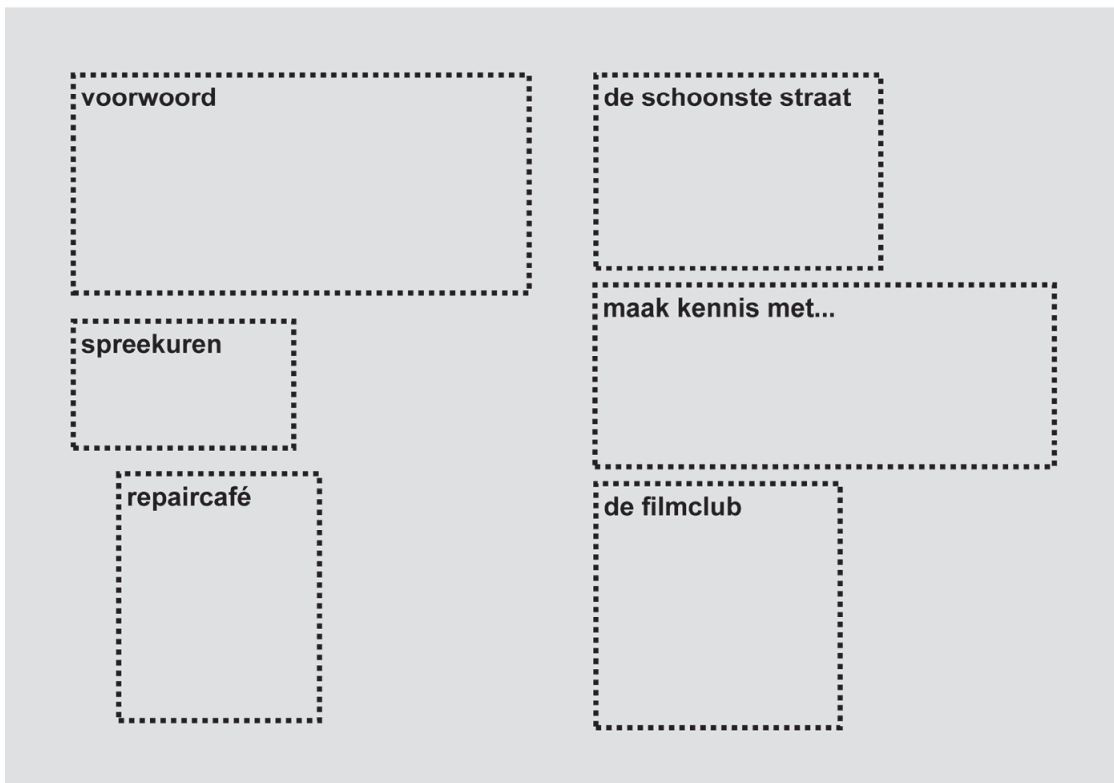 voorwoord
spreekuren
repaircafé
de schoonste straat
maak kennis met...
de filmclub